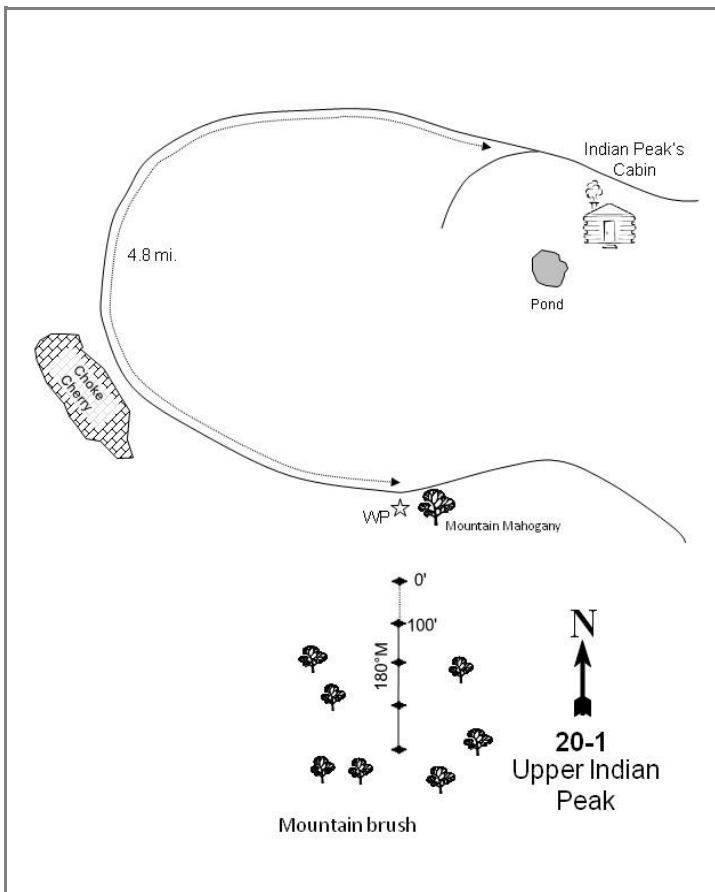 Indian Peak's
Cabin
4.8 mi.
Pond
Choke
Cherry
WP
Mountain Mahogany
0'
100'
180°M
N
20-1
Upper Indian
Peak
Mountain brush